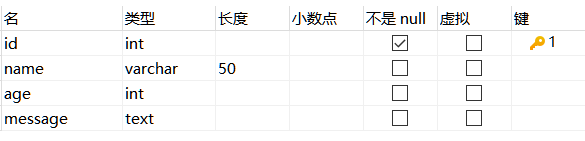 名 类型 长度 小数点 不是 null 虚拟 键
id int 1
name varchar 50
age int
message text